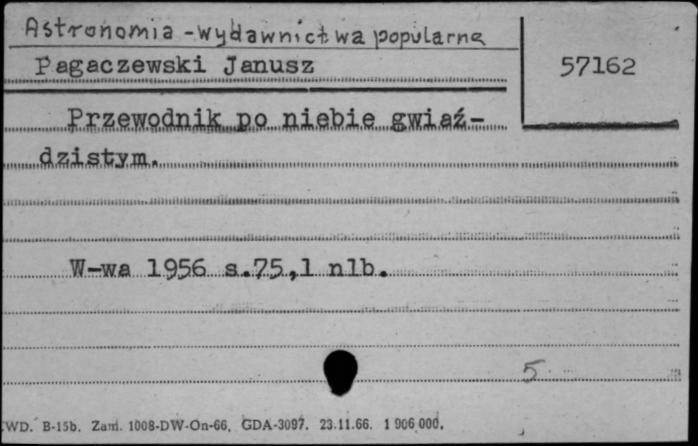 Astronomia - wydawnictwa popularne
Pagaczewski Janusz
57162
Przewodnik po niebie gwiaź-
dzistym.
W-wa 1956 s.75,1 nlb.
5
WD. B-15b. Zam. 1008-DW-On-66. GDA-3097. 23.11.66. 1 906 000.